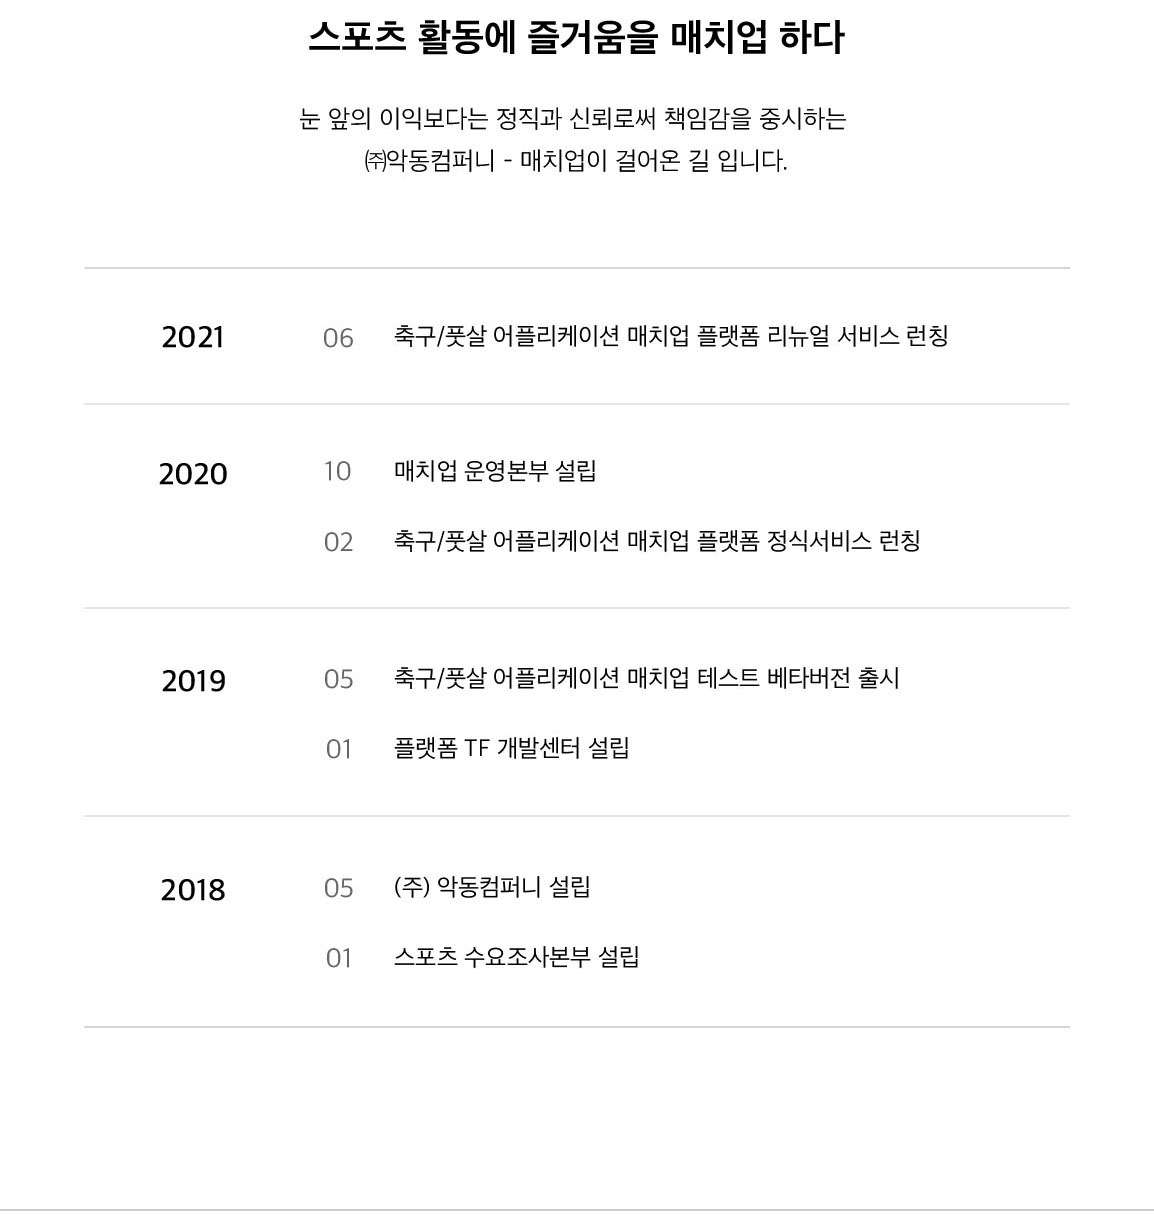 스포츠 활동에 즐거움을 매치업 하다
눈 앞의 이익보다는 정직과 신뢰로써 책임감을 중시하는
㈜악동컴퍼니 - 매치업이 걸어온 길 입니다.
2021 06 축구/풋살 어플리케이션 매치업 플랫폼 리뉴얼 서비스 런칭
2020 10 매치업 운영본부 설립
02 축구/풋살 어플리케이션 매치업 플랫폼 정식서비스 런칭
2019 05 축구/풋살 어플리케이션 매치업 테스트 베타버전 출시
01 플랫폼 TF 개발센터 설립
2018 05 (주) 악동컴퍼니 설립
01 스포츠 수요조사본부 설립